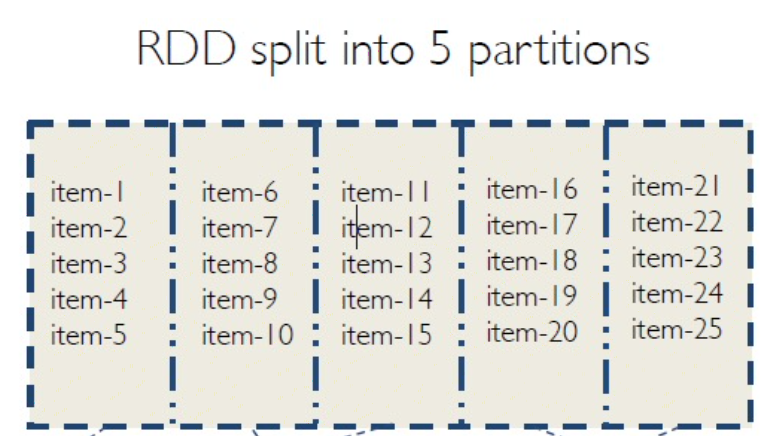 RDD split into 5 partitions
item-1
item-2
item-3
item-4
item-5
item-6
item-7
item-8
item-9
item-10
item-11
item-12
item-13
item-14
item-15
item-16
item-17
item-18
item-19
item-20
item-21
item-22
item-23
item-24
item-25